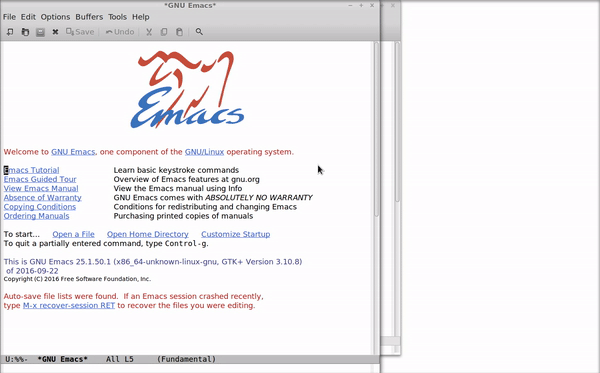 *GNU Emacs*
File Edit Options Buffers Tools Help
Save Undo
Emacs
Welcome to GNU Emacs, one component of the GNU/Linux operating system.
Emacs Tutorial Learn basic keystroke commands
Emacs Guided Tour Overview of Emacs features at gnu.org
View Emacs Manual View the Emacs manual using Info
Absence of Warranty GNU Emacs comes with ABSOLUTELY NO WARRANTY
Copying Conditions Conditions for redistributing and changing Emacs
Ordering Manuals Purchasing printed copies of manuals
To start... Open a File Open Home Directory Customize Startup
To quit a partially entered command, type Control-g.
This is GNU Emacs 25.1.50.1 (x86_64-unknown-linux-gnu, GTK+ Version 3.10.8)
of 2016-09-22
Copyright (C) 2016 Free Software Foundation, Inc.
Auto-save file lists were found. If an Emacs session crashed recently,
type M-x recover-session RET to recover the files you were editing.
U:%%- *GNU Emacs* All L5 (Fundamental)